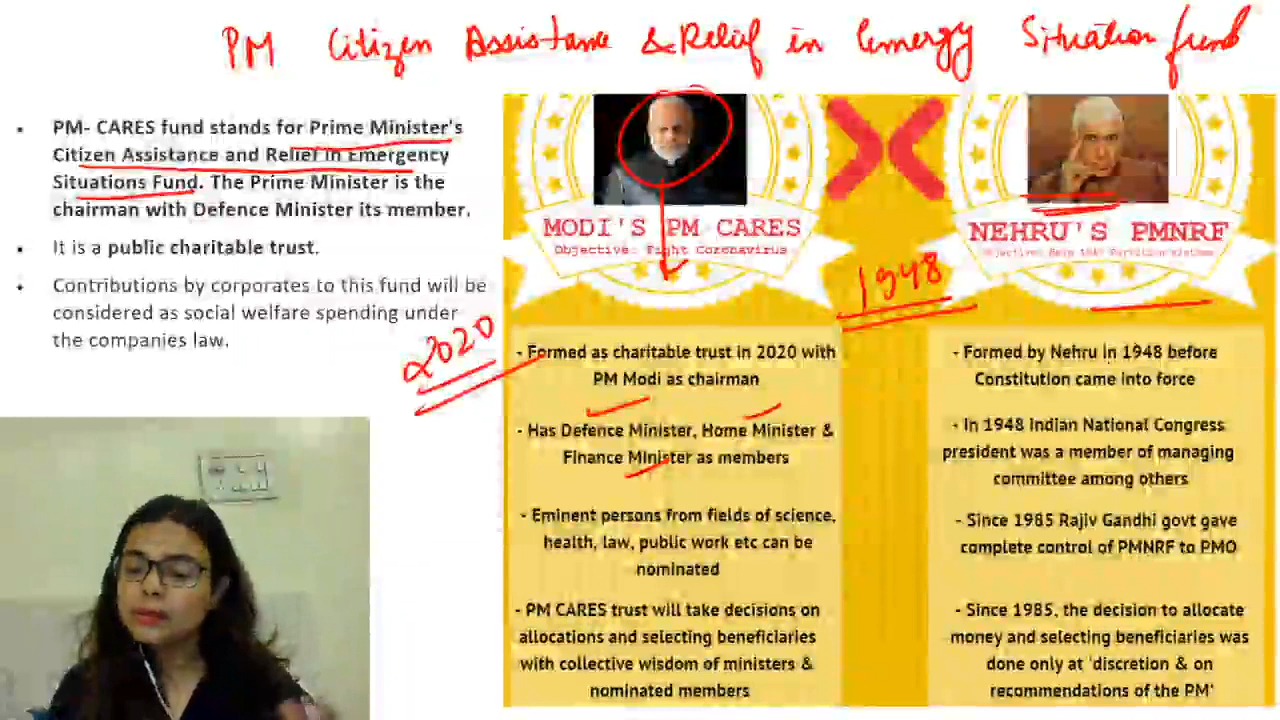 PM Citizen Assistance & Relief in Emergy Situation fund
PM- CARES fund stands for Prime Minister's
Citizen Assistance and Relief in Emergency
Situations Fund. The Prime Minister is the
chairman with Defence Minister its member.
It is a public charitable trust.
Contributions by corporates to this fund will be
considered as social welfare spending under
the companies law.
2020
MODI'S PM CARES
Objective: Fight Coronavirus
- Formed as charitable trust in 2020 with
PM Modi as chairman
- Has Defence Minister, Home Minister &
Finance Minister as members
- Eminent persons from fields of science,
health, law, public work etc can be
nominated
- PM CARES trust will take decisions on
allocations and selecting beneficiaries
with collective wisdom of ministers &
nominated members
1948
NEHRU'S PMNRF
Objective: Help 1947 Partition victims
- Formed by Nehru in 1948 before
Constitution came into force
- In 1948 Indian National Congress
president was a member of managing
committee among others
- Since 1985 Rajiv Gandhi govt gave
complete control of PMNRF to PMO
- Since 1985, the decision to allocate
money and selecting beneficiaries was
done only at 'discretion & on
recommendations of the PM'